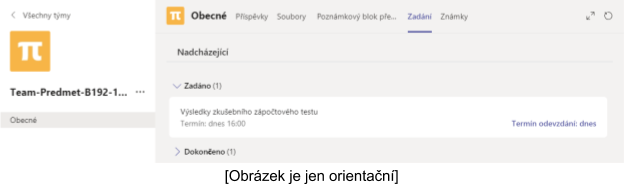 < Všechny týmy
π Obecné Příspěvky Soubory Poznámkový blok pře... Zadání Známky
π
Nadcházející
Team-Predmet-B192-1... ...
Zadáno (1)
Obecné
Výsledky zkušebního zápočtového testu
Termín: dnes 16:00 Termín odevzdání: dnes
Dokončeno (1)
[Obrázek je jen orientační]